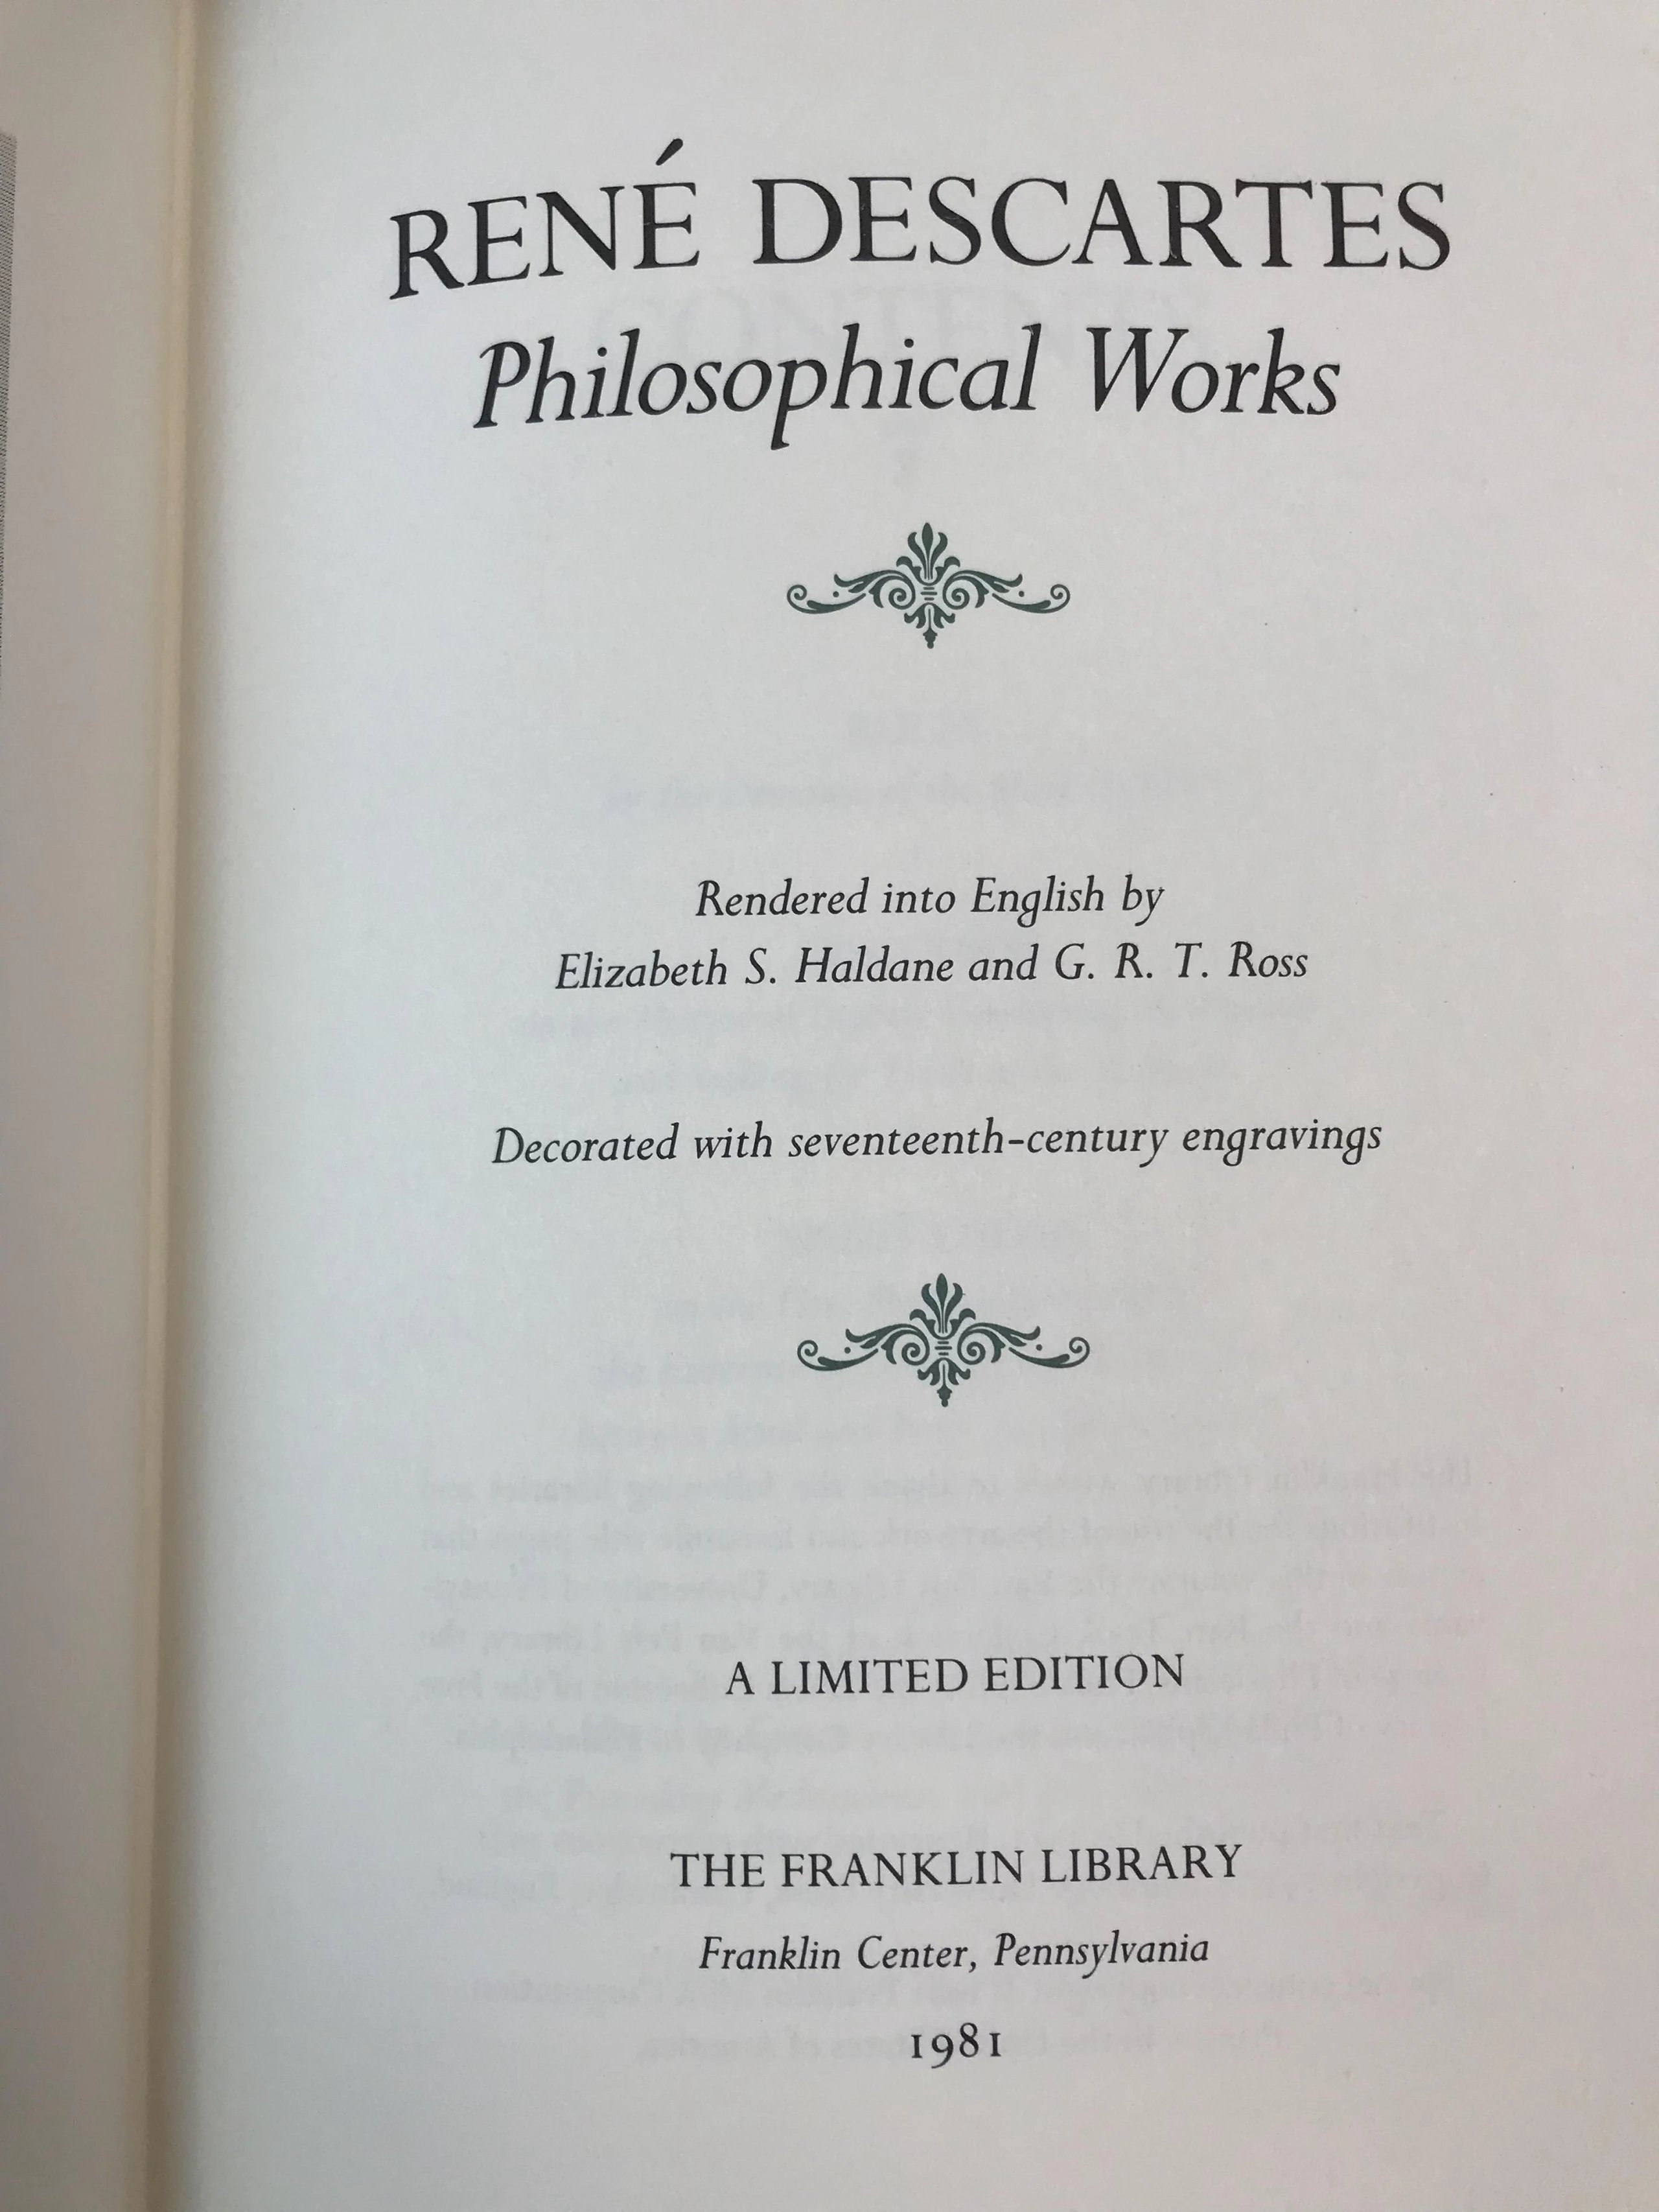 RENÉ DESCARTES
Philosophical Works
Rendered into English by
Elizabeth S. Haldane and G. R. T. Ross
Decorated with seventeenth-century engravings
A LIMITED EDITION
THE FRANKLIN LIBRARY
Franklin Center, Pennsylvania
1981